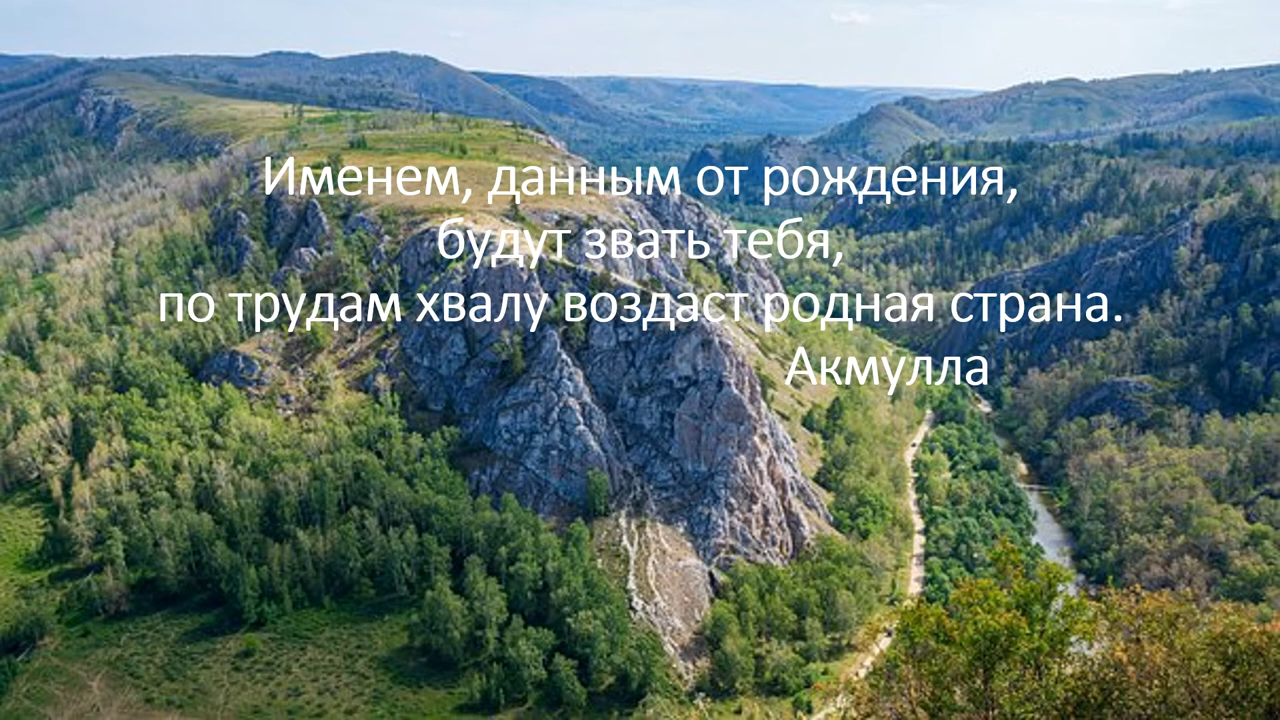 Именем, данным от рождения,
будут звать тебя,
по трудам хвалу воздаст родная страна.
Акмулла